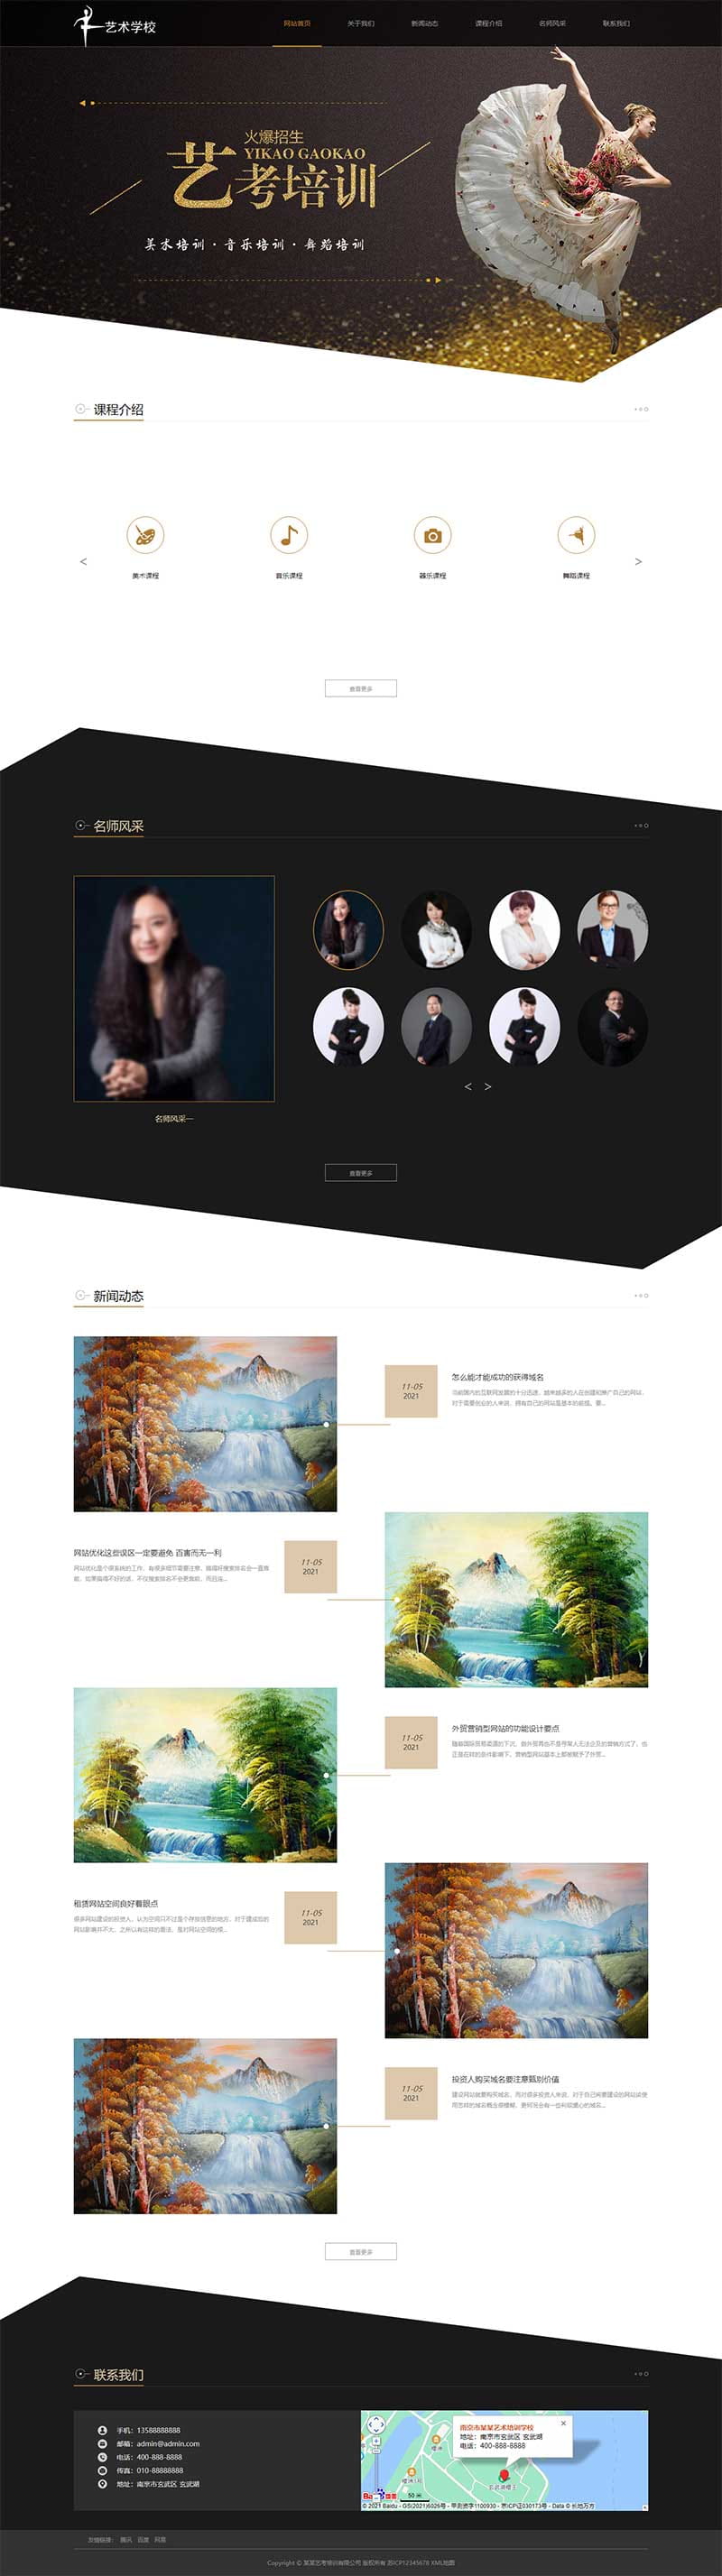 艺术学校
网站首页
关于我们
新闻动态
课程介绍
名师风采
联系我们
火爆招生
YIKAO GAOKAO
艺考培训
美术培训·音乐培训·舞蹈培训
课程介绍
美术课程
音乐课程
器乐课程
舞蹈课程
查看更多
名师风采
名师风采一
查看更多
新闻动态
11-05
2021
怎么能才能成功的获得域名
11-05
2021
网站优化这些误区一定要避免 百害而无一利
11-05
2021
外贸营销型网站的功能设计要点
11-05
2021
租赁网站空间良好着眼点
11-05
2021
投资人购买域名要注意甄别价值
查看更多
联系我们
手机：13588888888
邮箱：admin@admin.com
电话：400-888-8888
传真：010-88888888
地址：南京市玄武区 玄武湖
南京市某某艺术培训学校
地址：南京市玄武区 玄武湖
电话：400-888-8888
50 米
© 2021 Baidu - GS(2021)6026号 - 甲测资字1100930 - 京ICP证030173号 - Data © 长地万方
友情链接： 腾讯 百度 网易
Copyright © 某某艺考培训有限公司 版权所有 苏ICP12345678 XML地图